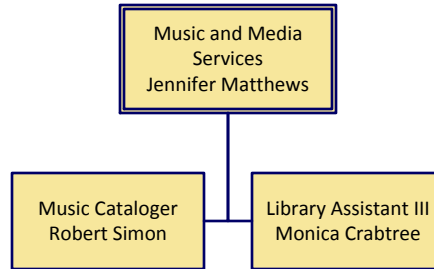 Music and Media
Services
Jennifer Matthews
Music Cataloger
Robert Simon
Library Assistant III
Monica Crabtree